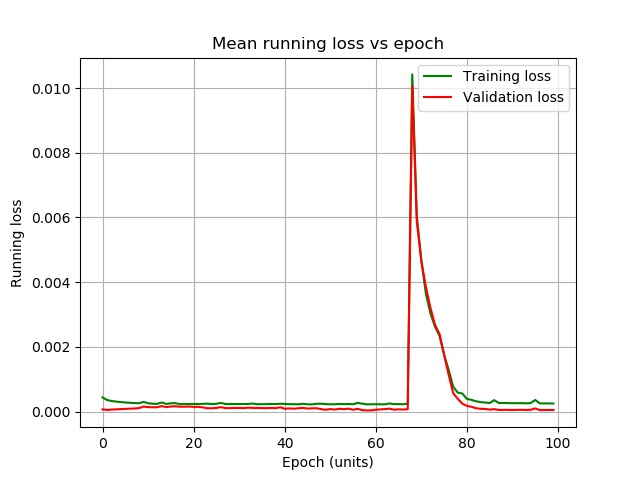 Mean running loss vs epoch
Training loss
Validation loss
0.010
0.008
0.006
0.004
0.002
0.000
Running loss
0 20 40 60 80 100
Epoch (units)